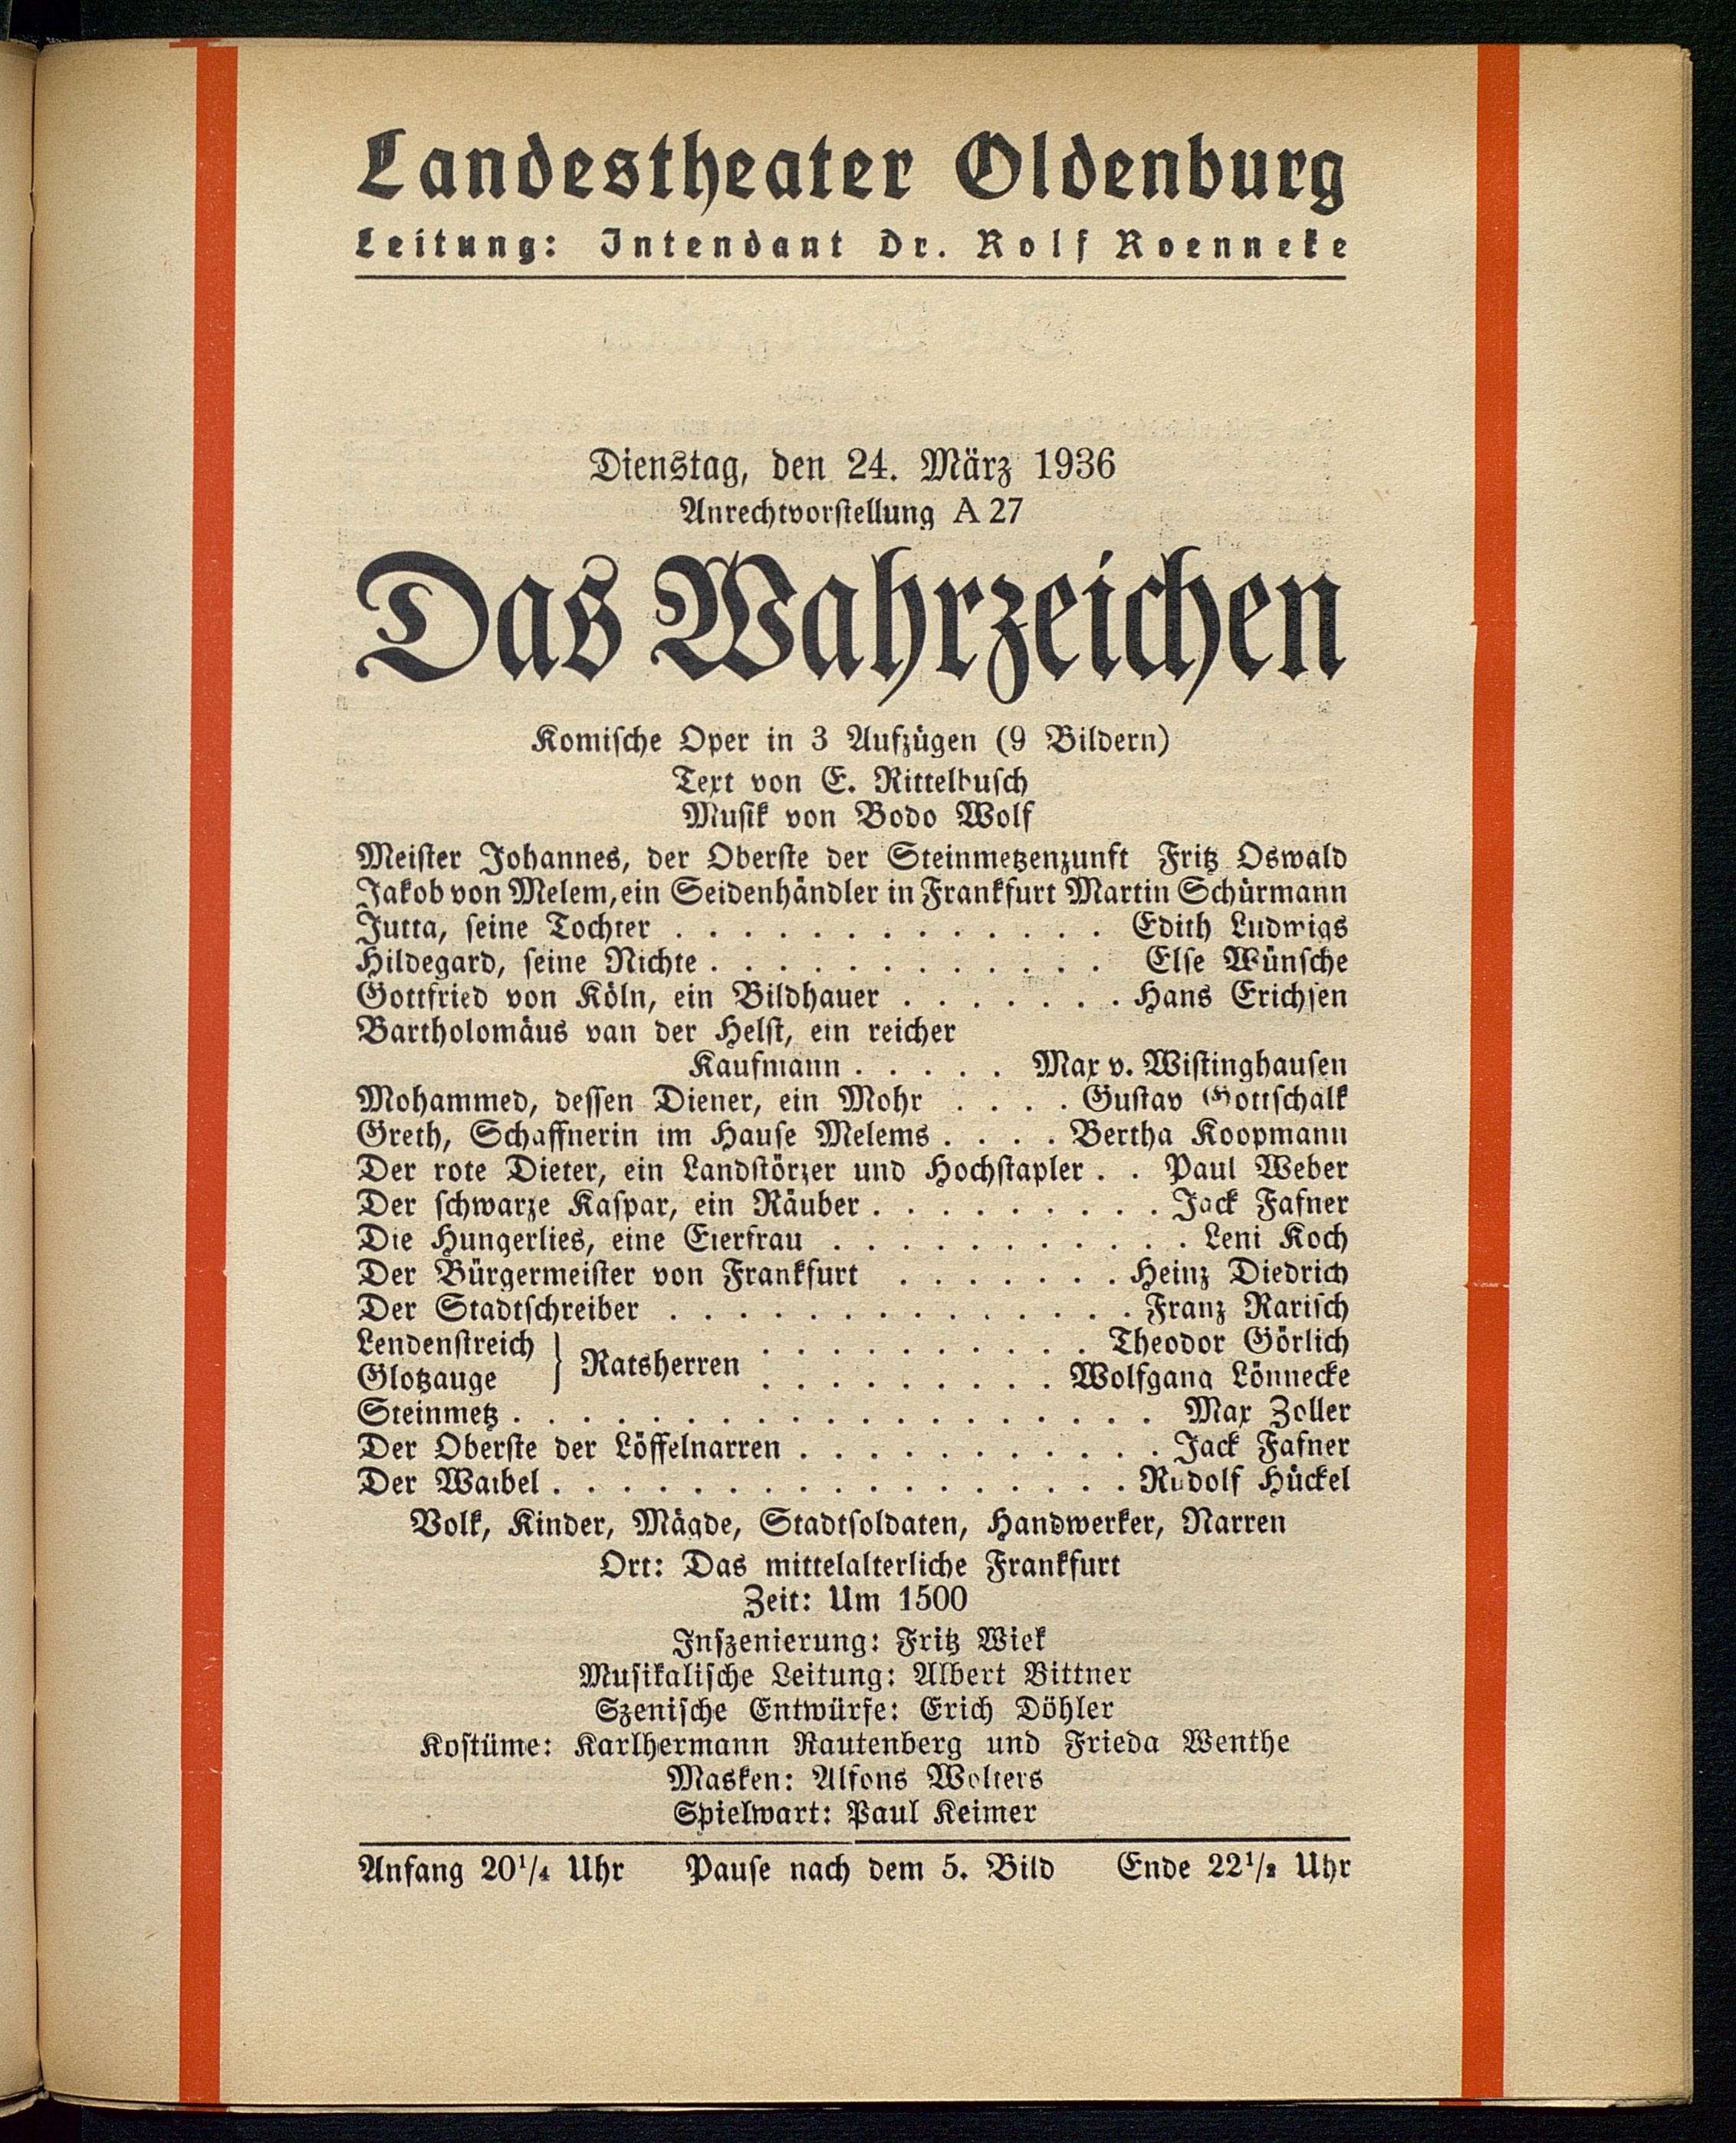 Landestheater Oldenburg
Leitung: Intendant Dr. Rolf Roenneke
Dienstag, den 24. März 1936
Anrechtvorstellung A 27
Das Wahrzeichen
Komische Oper in 3 Aufzügen (9 Bildern)
Text von E. Rittelbusch
Musik von Bodo Wolf
Meister Johannes, der Oberste der Steinmetzenzunft Fritz Oswald
Jakob von Melem, ein Seidenhändler in Frankfurt Martin Schürmann
Jutta, seine Tochter . . . . . . . . . . . . . Edith Ludwigs
Hildegard, seine Nichte . . . . . . . . . . . . Else Wünsche
Gottfried von Köln, ein Bildhauer . . . . . . . Hans Erichsen
Bartholomäus van der Helst, ein reicher
Kaufmann . . . . . Max v. Wistinghausen
Mohammed, dessen Diener, ein Mohr . . . . Gustav Gottschalk
Greth, Schaffnerin im Hause Melems . . . . Bertha Koopmann
Der rote Dieter, ein Landstörzer und Hochstapler . . Paul Weber
Der schwarze Kaspar, ein Räuber . . . . . . . . . Jack Fafner
Die Hungerlies, eine Eierfrau . . . . . . . . . . . Leni Koch
Der Bürgermeister von Frankfurt . . . . . . . Heinz Diedrich
Der Stadtschreiber . . . . . . . . . . . . . . Franz Rarisch
Lendenstreich } Ratsherren . . . . . . . . . . Theodor Görlich
Glotzauge . . . . . . . . . Wolfgang Lönnecke
Steinmetz . . . . . . . . . . . . . . . . . . . Max Zoller
Der Oberste der Löffelnarren . . . . . . . . . . . Jack Fafner
Der Waibel . . . . . . . . . . . . . . . . . Rudolf Hückel
Volk, Kinder, Mägde, Stadtsoldaten, Handwerker, Narren
Ort: Das mittelalterliche Frankfurt
Zeit: Um 1500
Inszenierung: Fritz Wiek
Musikalische Leitung: Albert Bittner
Szenische Entwürfe: Erich Döhler
Kostüme: Karlhermann Rautenberg und Frieda Wenthe
Masken: Alfons Wolters
Spielwart: Paul Keimer
Anfang 20¹/₄ Uhr Pause nach dem 5. Bild Ende 22¹/₂ Uhr